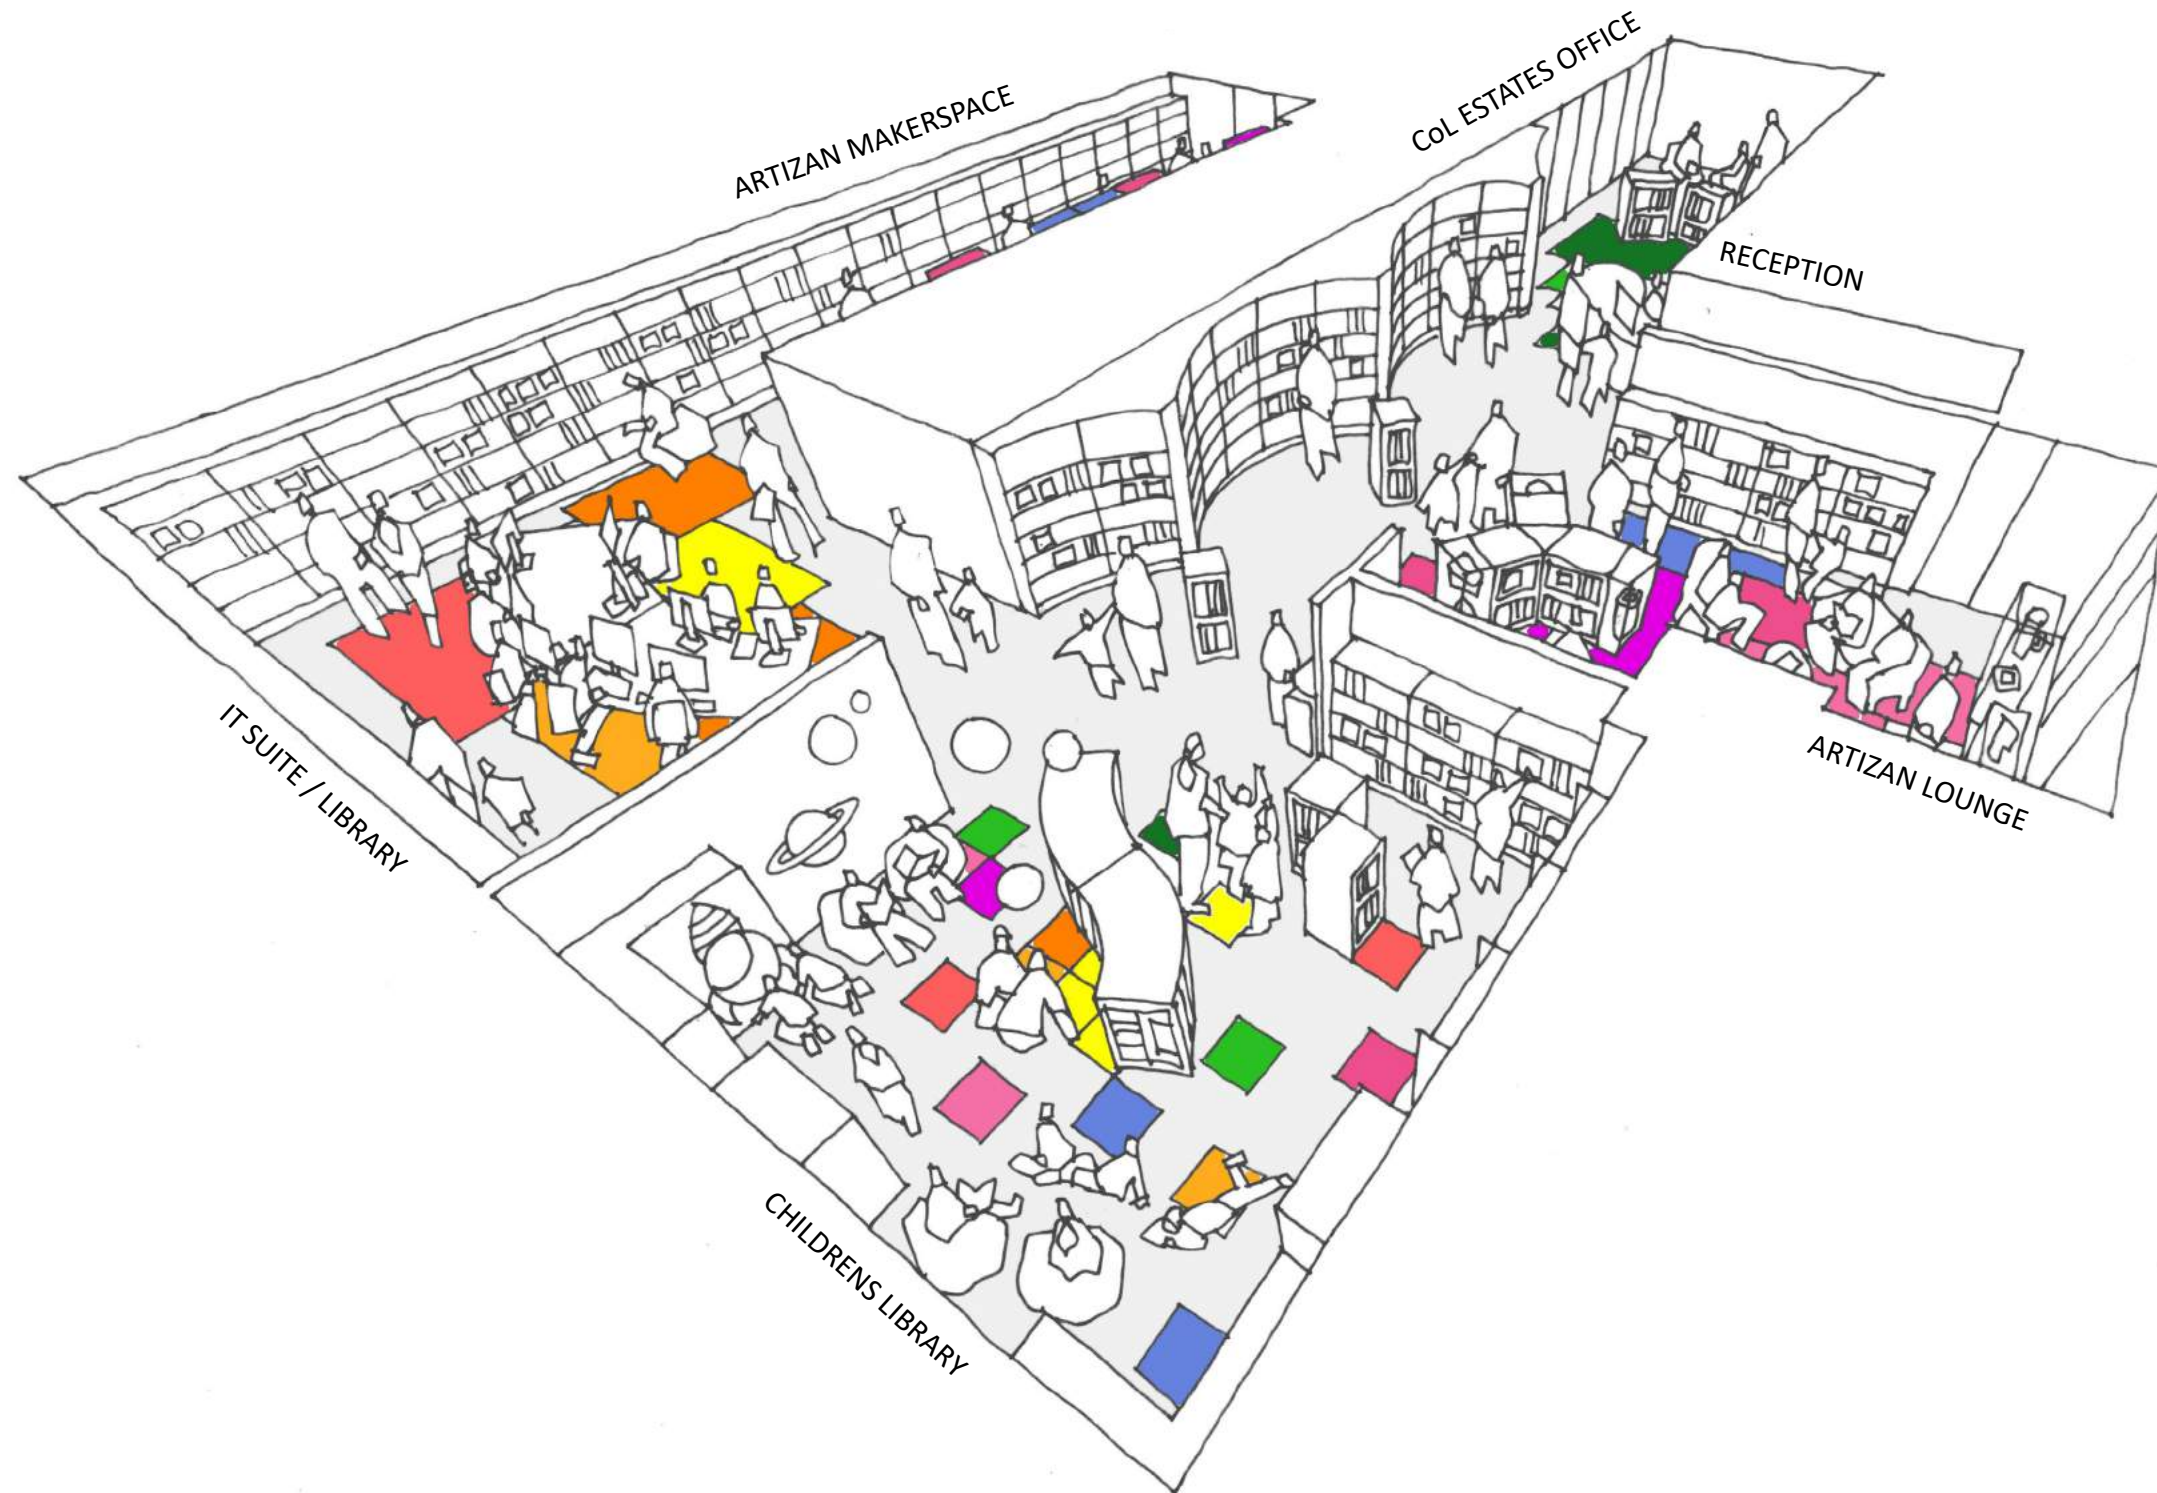 CoL ESTATES OFFICE
ARTIZAN MAKERSPACE
RECEPTION
IT SUITE / LIBRARY
ARTIZAN LOUNGE
CHILDRENS LIBRARY